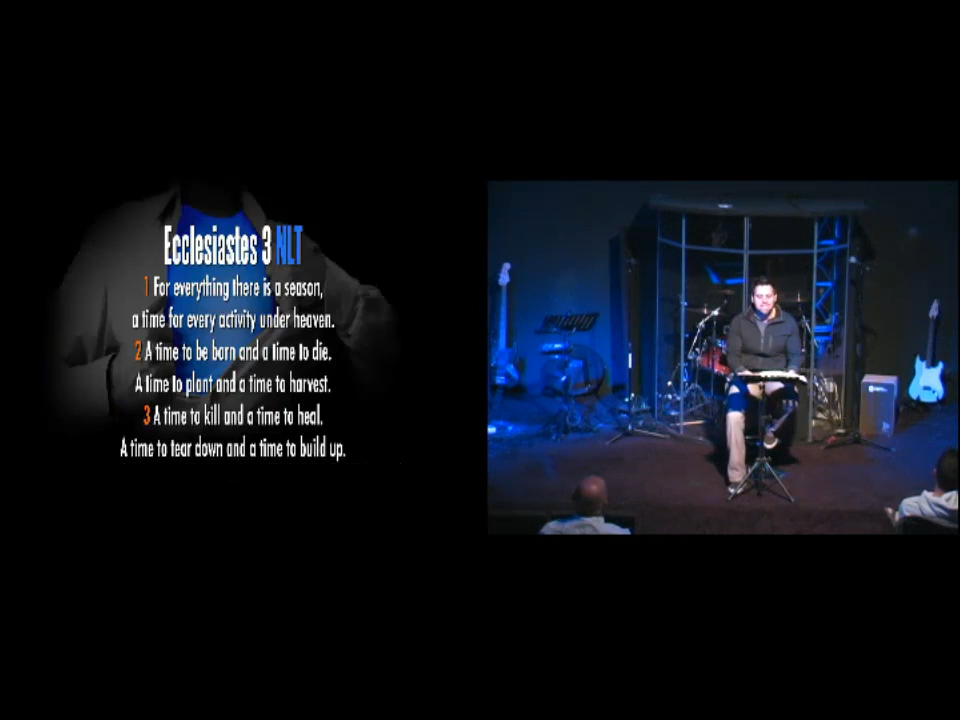 Ecclesiastes 3 NLT
1 For everything there is a season,
a time for every activity under heaven.
2 A time to be born and a time to die.
A time to plant and a time to harvest.
3 A time to kill and a time to heal.
A time to tear down and a time to build up.